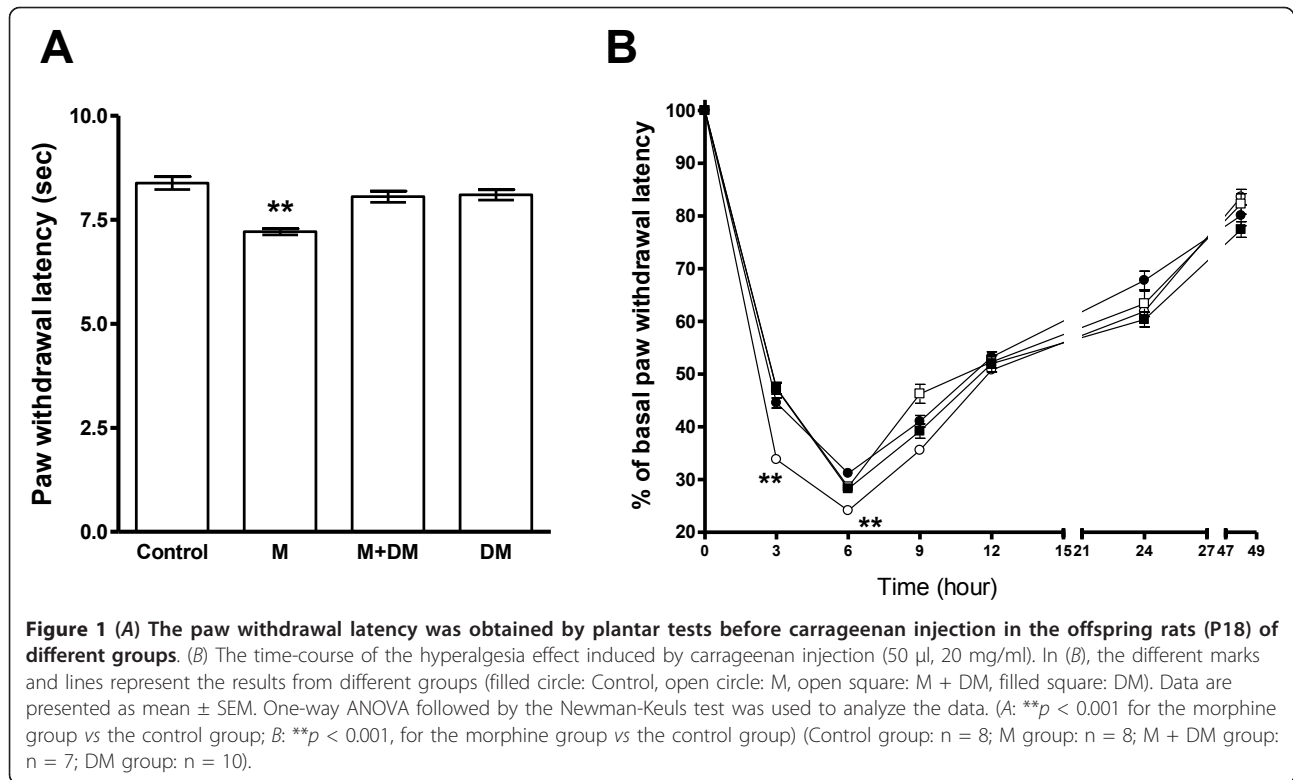 A
Paw withdrawal latency (sec)
10.0
7.5
5.0
2.5
0.0
**
Control M M+DM DM
B
% of basal paw withdrawal latency
100
90
80
70
60
50
40
30
20
**
**
0 3 6 9 12 15 21 24 27 47 49
Time (hour)
Figure 1 (A) The paw withdrawal latency was obtained by plantar tests before carrageenan injection in the offspring rats (P18) of
different groups. (B) The time-course of the hyperalgesia effect induced by carrageenan injection (50 μl, 20 mg/ml). In (B), the different marks
and lines represent the results from different groups (filled circle: Control, open circle: M, open square: M + DM, filled square: DM). Data are
presented as mean ± SEM. One-way ANOVA followed by the Newman-Keuls test was used to analyze the data. (A: **p < 0.001 for the morphine
group vs the control group; B: **p < 0.001, for the morphine group vs the control group) (Control group: n = 8; M group: n = 8; M + DM group:
n = 7; DM group: n = 10).